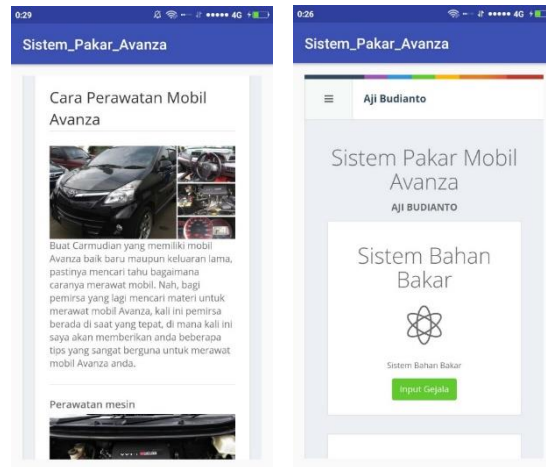 0:29
4G
Sistem_Pakar_Avanza
Cara Perawatan Mobil
Avanza
Buat Carmudian yang memiliki mobil
Avanza baik baru maupun keluaran lama,
pastinya mencari tahu bagaimana
caranya merawat mobil. Nah, bagi
pemirsa yang lagi mencari materi untuk
merawat mobil Avanza, kali ini pemirsa
berada di saat yang tepat, di mana kali ini
saya akan memberikan anda beberapa
tips yang sangat berguna untuk merawat
mobil Avanza anda.
Perawatan mesin
0:26
4G
Sistem_Pakar_Avanza
Aji Budianto
Sistem Pakar Mobil
Avanza
AJI BUDIANTO
Sistem Bahan
Bakar
Sistem Bahan Bakar
Input Gejala